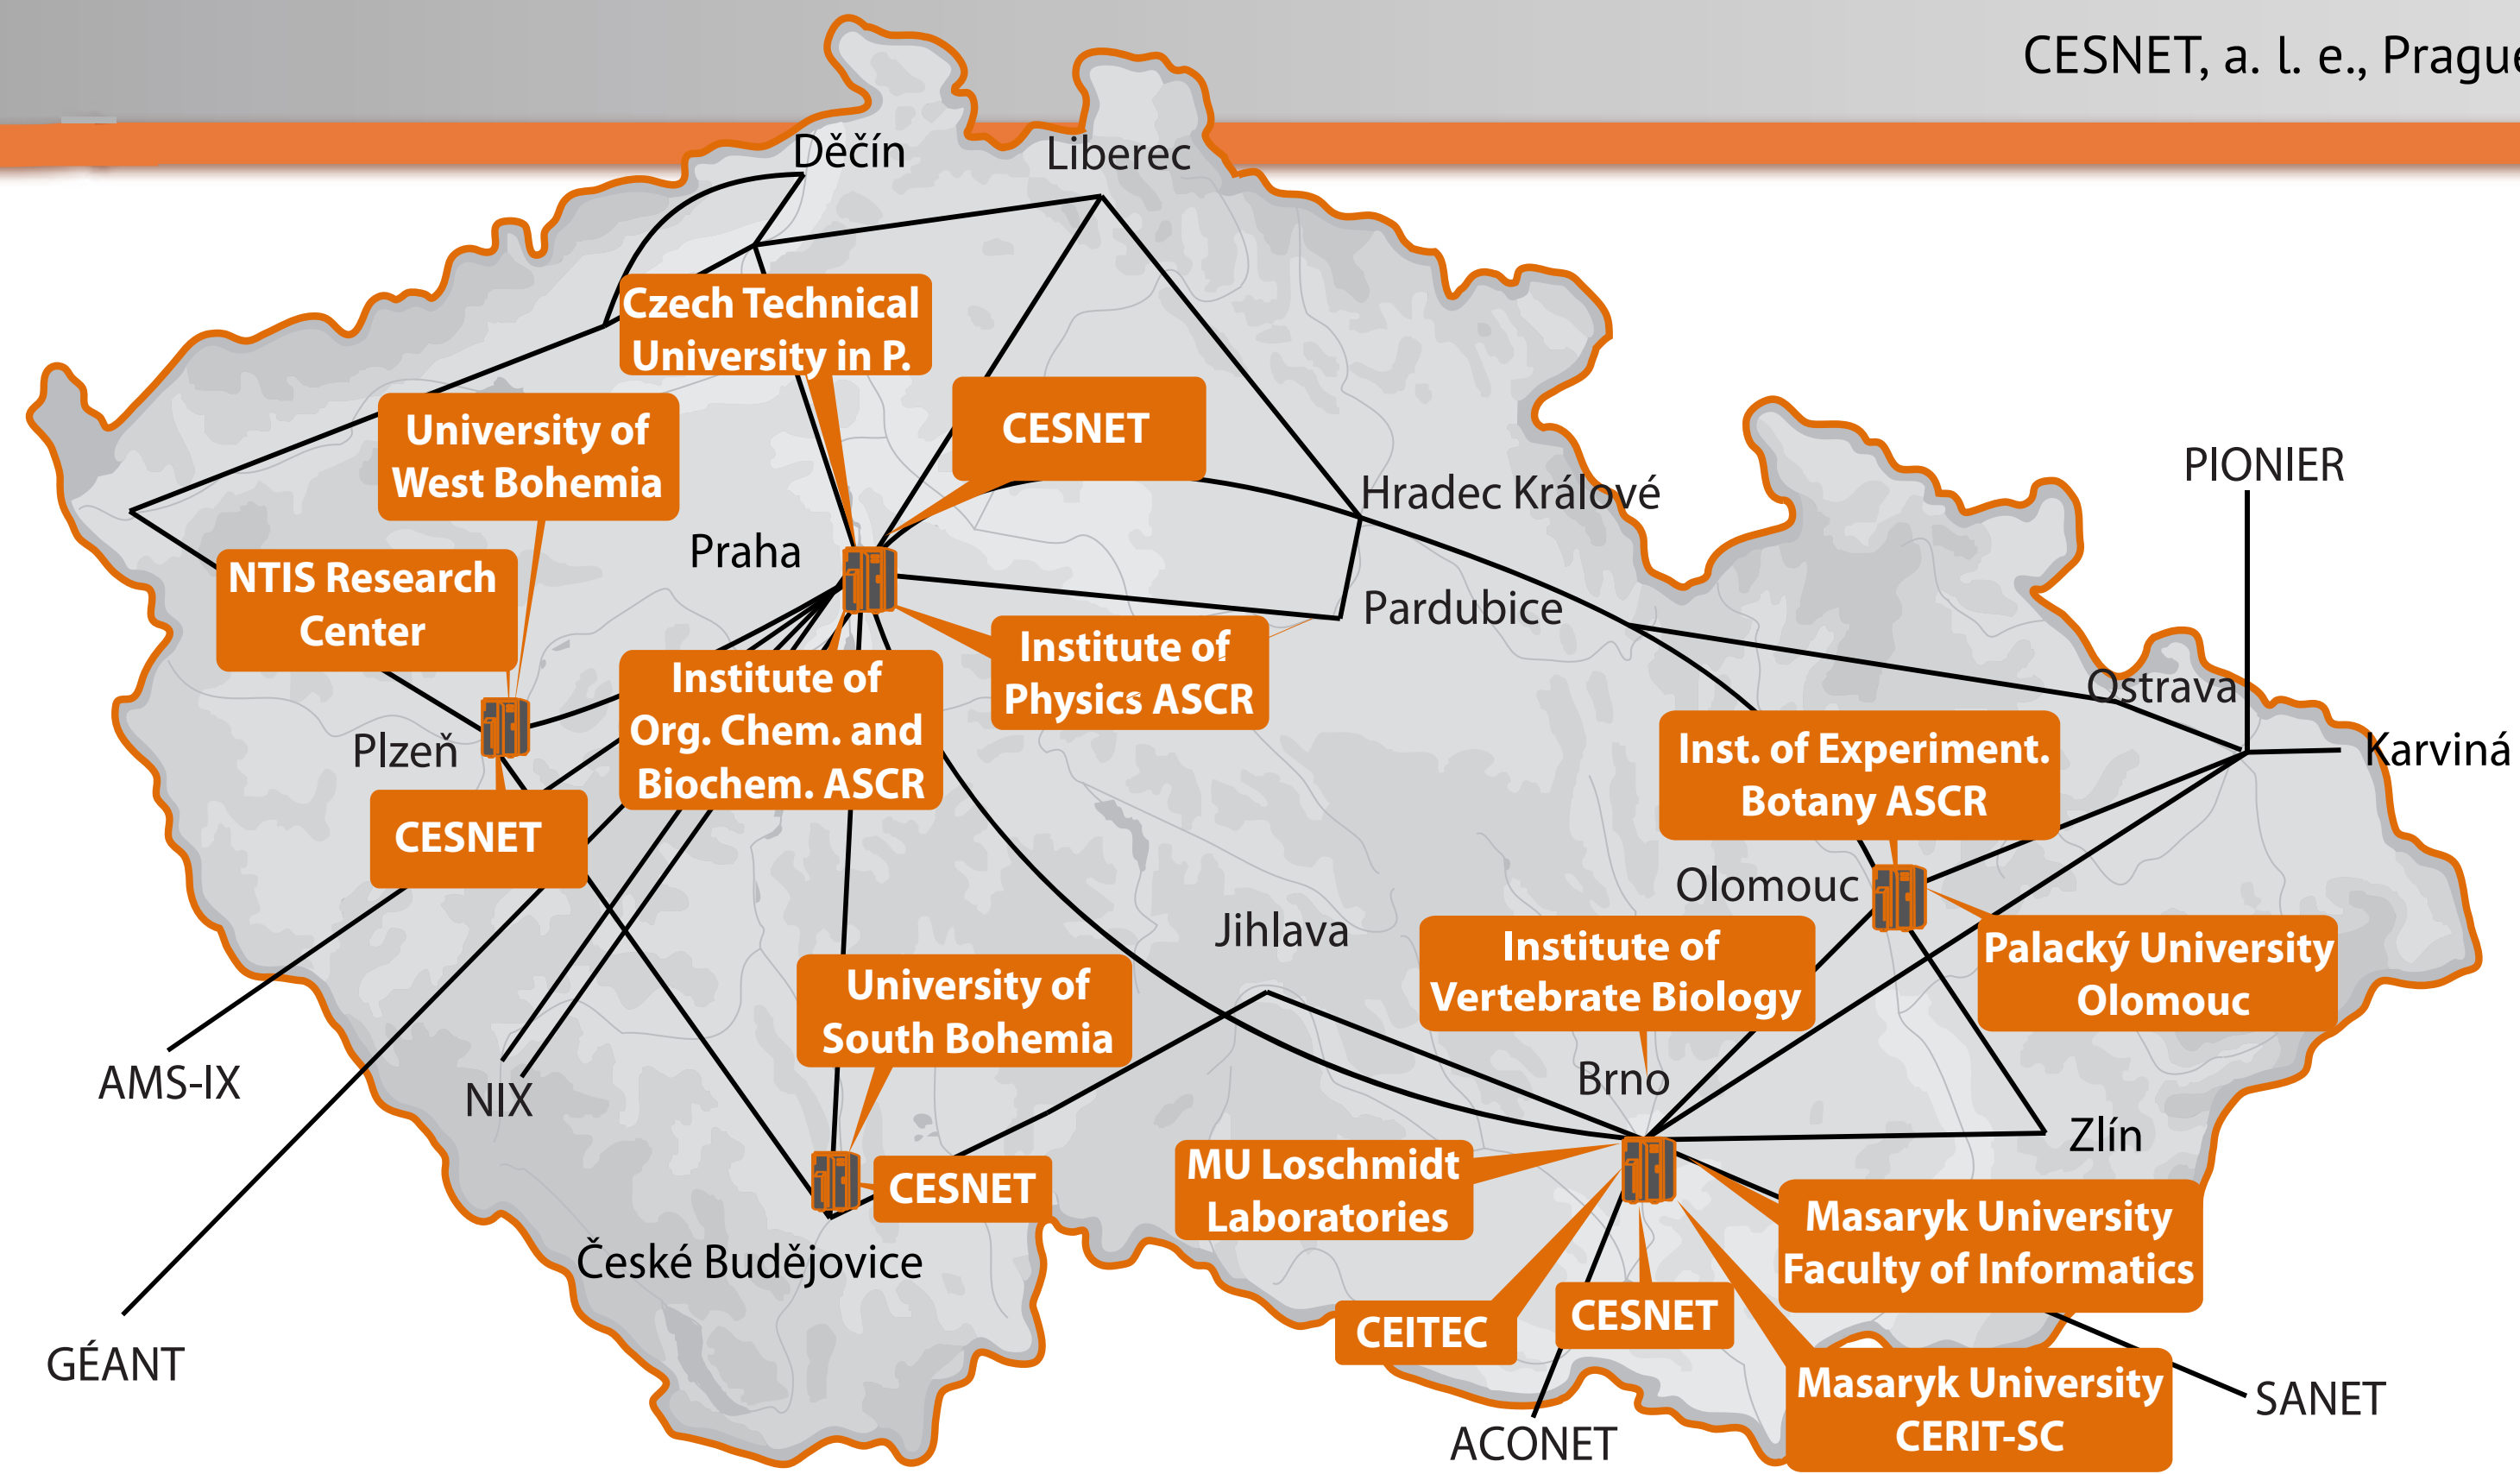 CESNET, a. l. e., Prague
Děčín
Liberec
Czech Technical
University in P.
University of
West Bohemia
CESNET
PIONIER
Hradec Králové
Praha
NTIS Research
Center
Pardubice
Institute of
Physics ASCR
Institute of
Org. Chem. and
Biochem. ASCR
Ostrava
Karviná
Plzeň
Inst. of Experiment.
Botany ASCR
CESNET
Olomouc
Jihlava
Institute of
Vertebrate Biology
Palacký University
Olomouc
University of
South Bohemia
AMS-IX
NIX
Brno
Zlín
MU Loschmidt
Laboratories
CESNET
Masaryk University
Faculty of Informatics
České Budějovice
CEITEC
CESNET
GÉANT
Masaryk University
CERIT-SC
SANET
ACONET